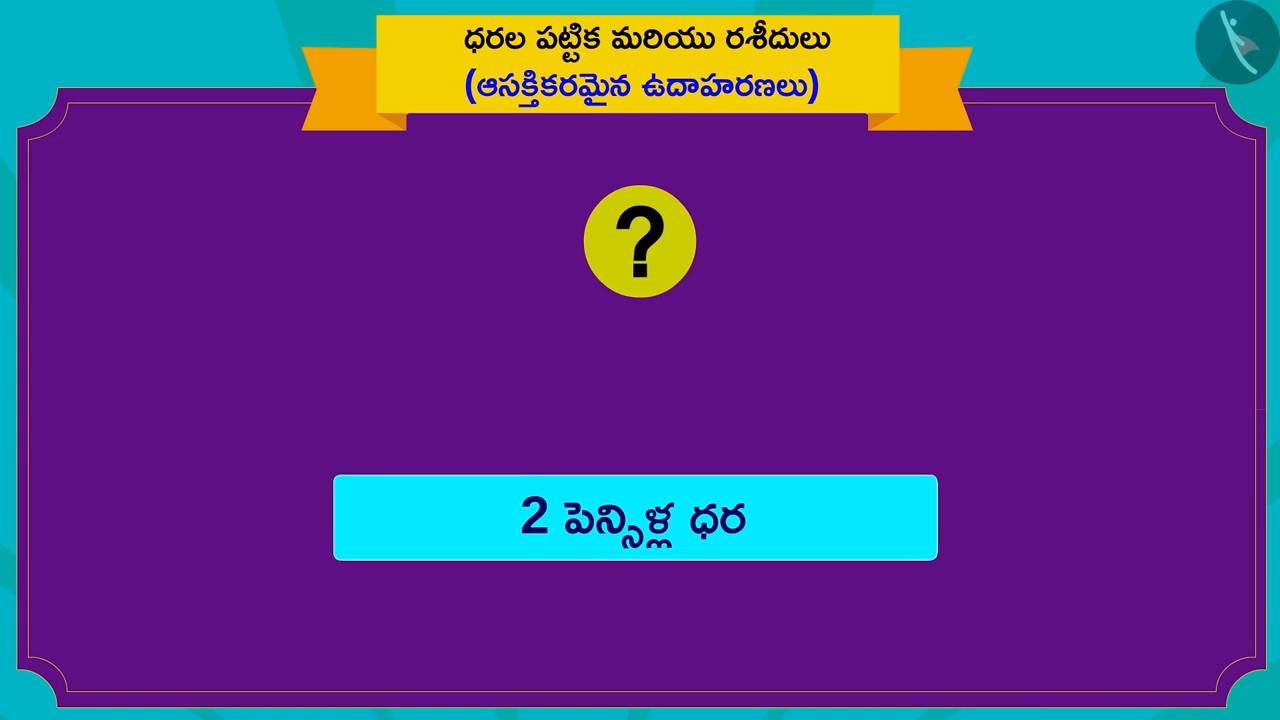 ధరల పట్టిక మరియు రశీదులు
(ఆసక్తికరమైన ఉదాహరణలు)
?
2 పెన్సిళ్ల ధర